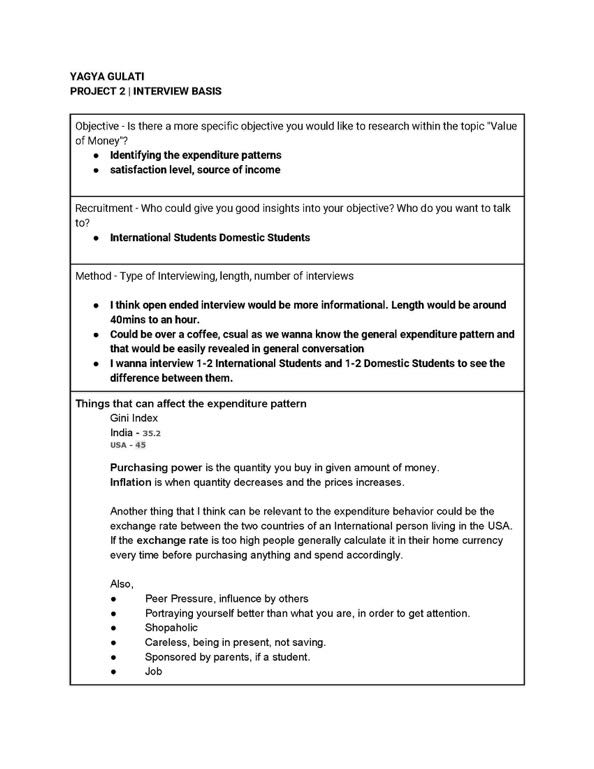 YAGYA GULATI
PROJECT 2 | INTERVIEW BASIS
Objective - Is there a more specific objective you would like to research within the topic "Value
of Money"?
● Identifying the expenditure patterns
● satisfaction level, source of income
Recruitment - Who could give you good insights into your objective? Who do you want to talk
to?
● International Students Domestic Students
Method - Type of Interviewing, length, number of interviews
● I think open ended interview would be more informational. Length would be around
40mins to an hour.
● Could be over a coffee, csual as we wanna know the general expenditure pattern and
that would be easily revealed in general conversation
● I wanna interview 1-2 International Students and 1-2 Domestic Students to see the
difference between them.
Things that can affect the expenditure pattern
Gini Index
India - 35.2
USA - 45
Purchasing power is the quantity you buy in given amount of money.
Inflation is when quantity decreases and the prices increases.
Another thing that I think can be relevant to the expenditure behavior could be the
exchange rate between the two countries of an International person living in the USA.
If the exchange rate is too high people generally calculate it in their home currency
every time before purchasing anything and spend accordingly.
Also,
● Peer Pressure, influence by others
● Portraying yourself better than what you are, in order to get attention.
● Shopaholic
● Careless, being in present, not saving.
● Sponsored by parents, if a student.
● Job